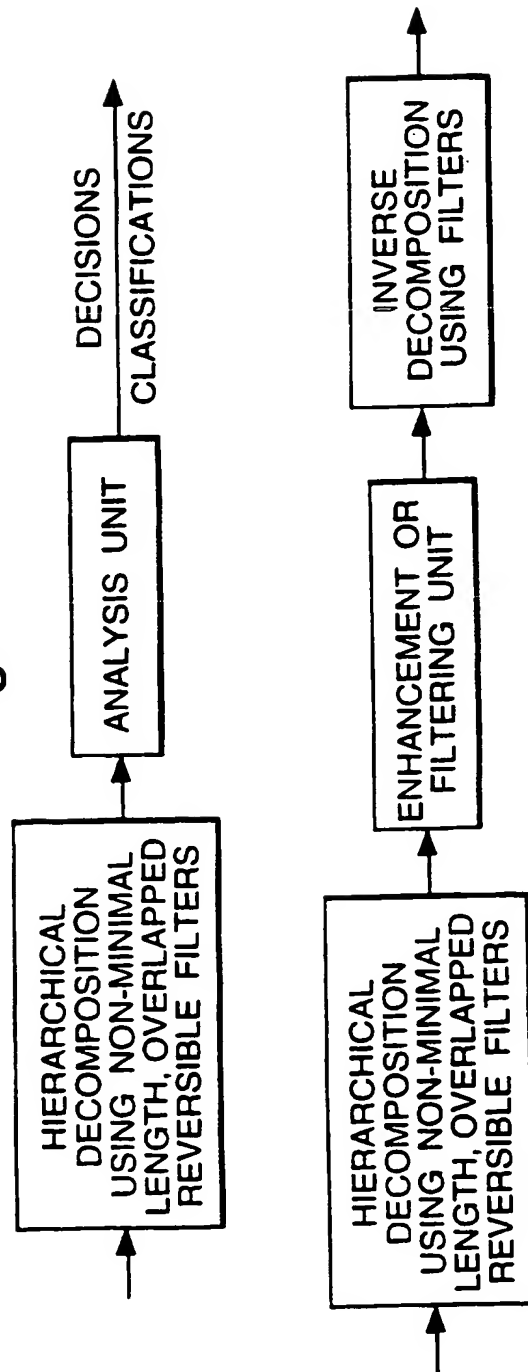 HIERARCHICAL
DECOMPOSITION
USING NON-MINIMAL
LENGTH, OVERLAPPED
REVERSIBLE FILTERS
ANALYSIS UNIT
DECISIONS
CLASSIFICATIONS
HIERARCHICAL
DECOMPOSITION
USING NON-MINIMAL
LENGTH, OVERLAPPED
REVERSIBLE FILTERS
ENHANCEMENT OR
FILTERING UNIT
INVERSE
DECOMPOSITION
USING FILTERS